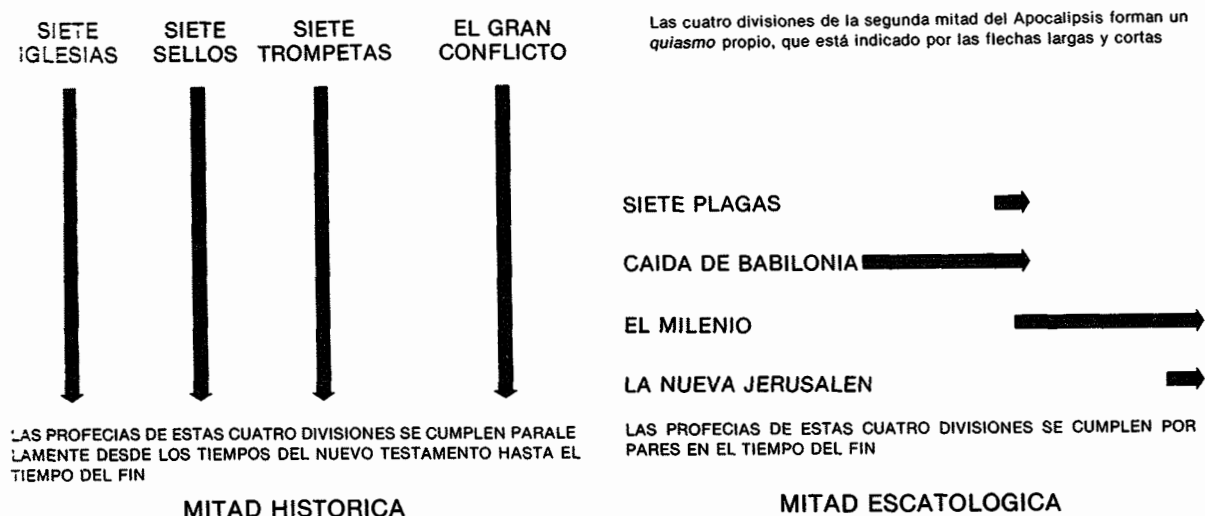 SIETE IGLESIAS
SIETE SELLOS
SIETE TROMPETAS
EL GRAN CONFLICTO
LAS PROFECIAS DE ESTAS CUATRO DIVISIONES SE CUMPLEN PARALE
LAMENTE DESDE LOS TIEMPOS DEL NUEVO TESTAMENTO HASTA EL
TIEMPO DEL FIN
MITAD HISTORICA
Las cuatro divisiones de la segunda mitad del Apocalipsis forman un
quiasmo propio, que está indicado por las flechas largas y cortas
SIETE PLAGAS
CAIDA DE BABILONIA
EL MILENIO
LA NUEVA JERUSALEN
LAS PROFECIAS DE ESTAS CUATRO DIVISIONES SE CUMPLEN POR
PARES EN EL TIEMPO DEL FIN
MITAD ESCATOLOGICA